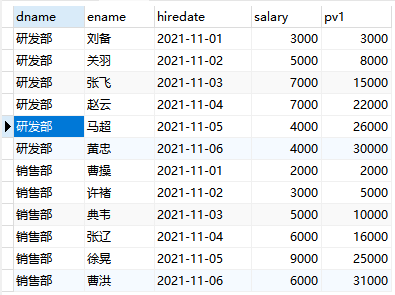 dname ename hiredate salary pv1
研发部 刘备 2021-11-01 3000 3000
研发部 关羽 2021-11-02 5000 8000
研发部 张飞 2021-11-03 7000 15000
研发部 赵云 2021-11-04 7000 22000
研发部 马超 2021-11-05 4000 26000
研发部 黄忠 2021-11-06 4000 30000
销售部 曹操 2021-11-01 2000 2000
销售部 许褚 2021-11-02 3000 5000
销售部 典韦 2021-11-03 5000 10000
销售部 张辽 2021-11-04 6000 16000
销售部 徐晃 2021-11-05 9000 25000
销售部 曹洪 2021-11-06 6000 31000